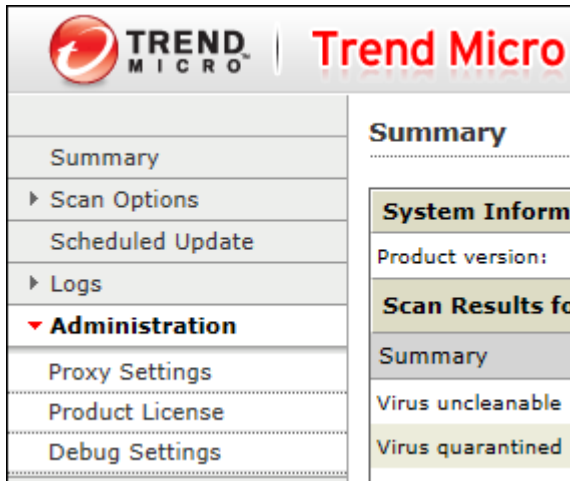 TREND
MICRO™
Trend Micro
Summary
Scan Options
Scheduled Update
Logs
Administration
Proxy Settings
Product License
Debug Settings
Summary
System Inform
Product version:
Scan Results fo
Summary
Virus uncleanable
Virus quarantined